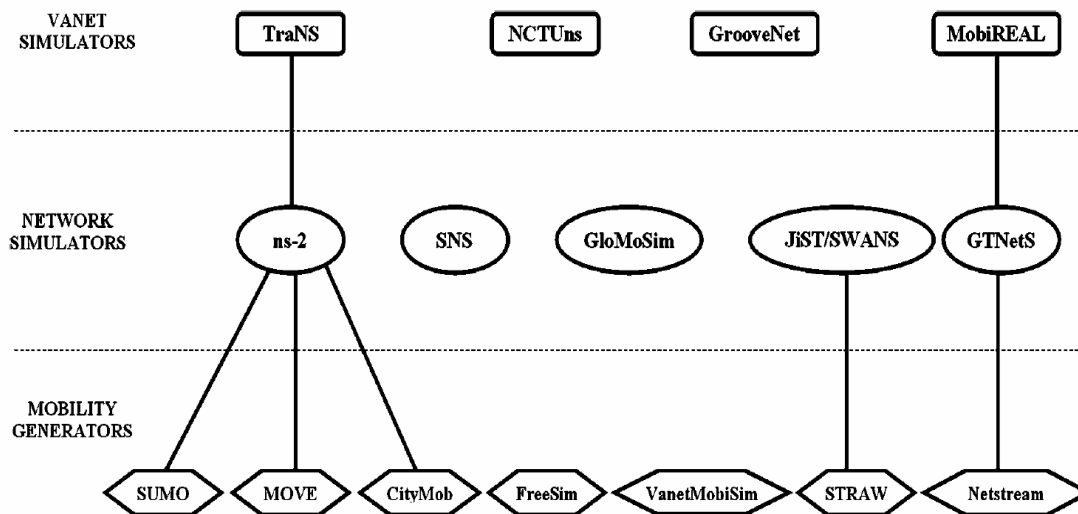 VANET
SIMULATORS
TraNS
NCTUns
GrooveNet
MobiREAL
NETWORK
SIMULATORS
ns-2
SNS
GloMoSim
JiST/SWANS
GTNetS
MOBILITY
GENERATORS
SUMO
MOVE
CityMob
FreeSim
VanetMobiSim
STRAW
Netstream